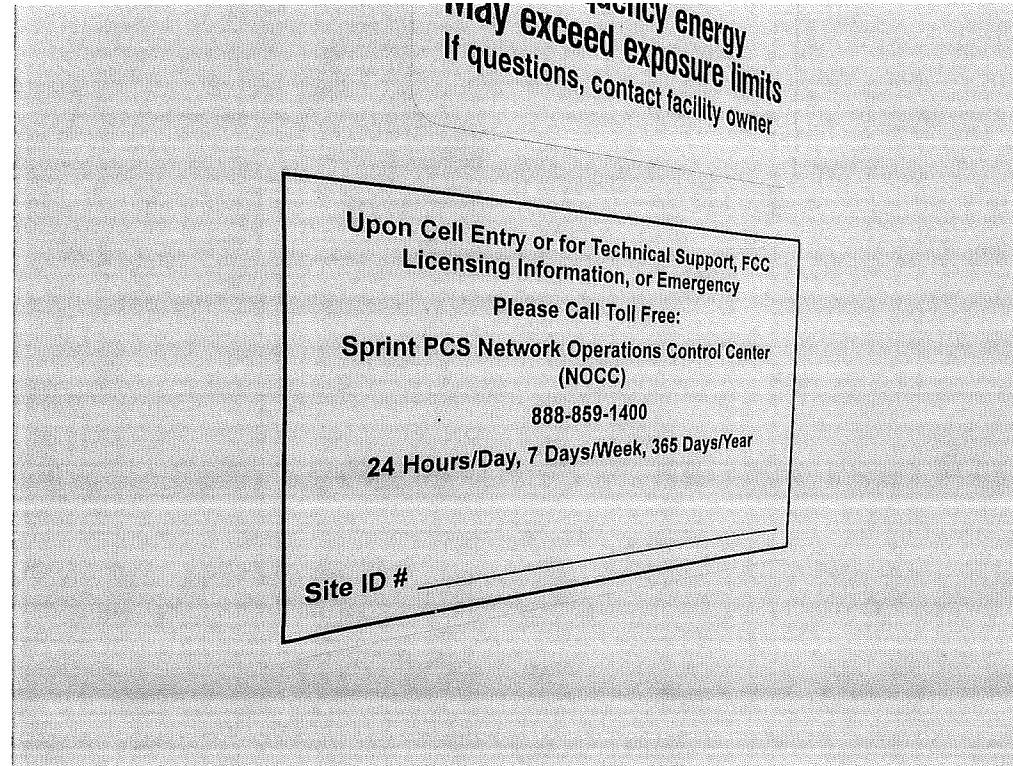 energy
May exceed exposure limits
If questions, contact facility owner
Upon Cell Entry or for Technical Support, FCC
Licensing Information, or Emergency
Please Call Toll Free:
Sprint PCS Network Operations Control Center
(NOCC)
888-859-1400
24 Hours/Day, 7 Days/Week, 365 Days/Year
Site ID #